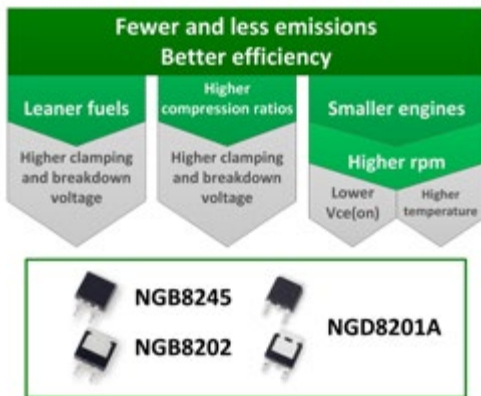 Fewer and less emissions
Better efficiency
Leaner fuels
Higher clamping
and breakdown
voltage
Higher
compression ratios
Higher clamping
and breakdown
voltage
Smaller engines
Higher rpm
Lower
Vce(on)
Higher
temperature
NGB8245
NGB8202
NGD8201A